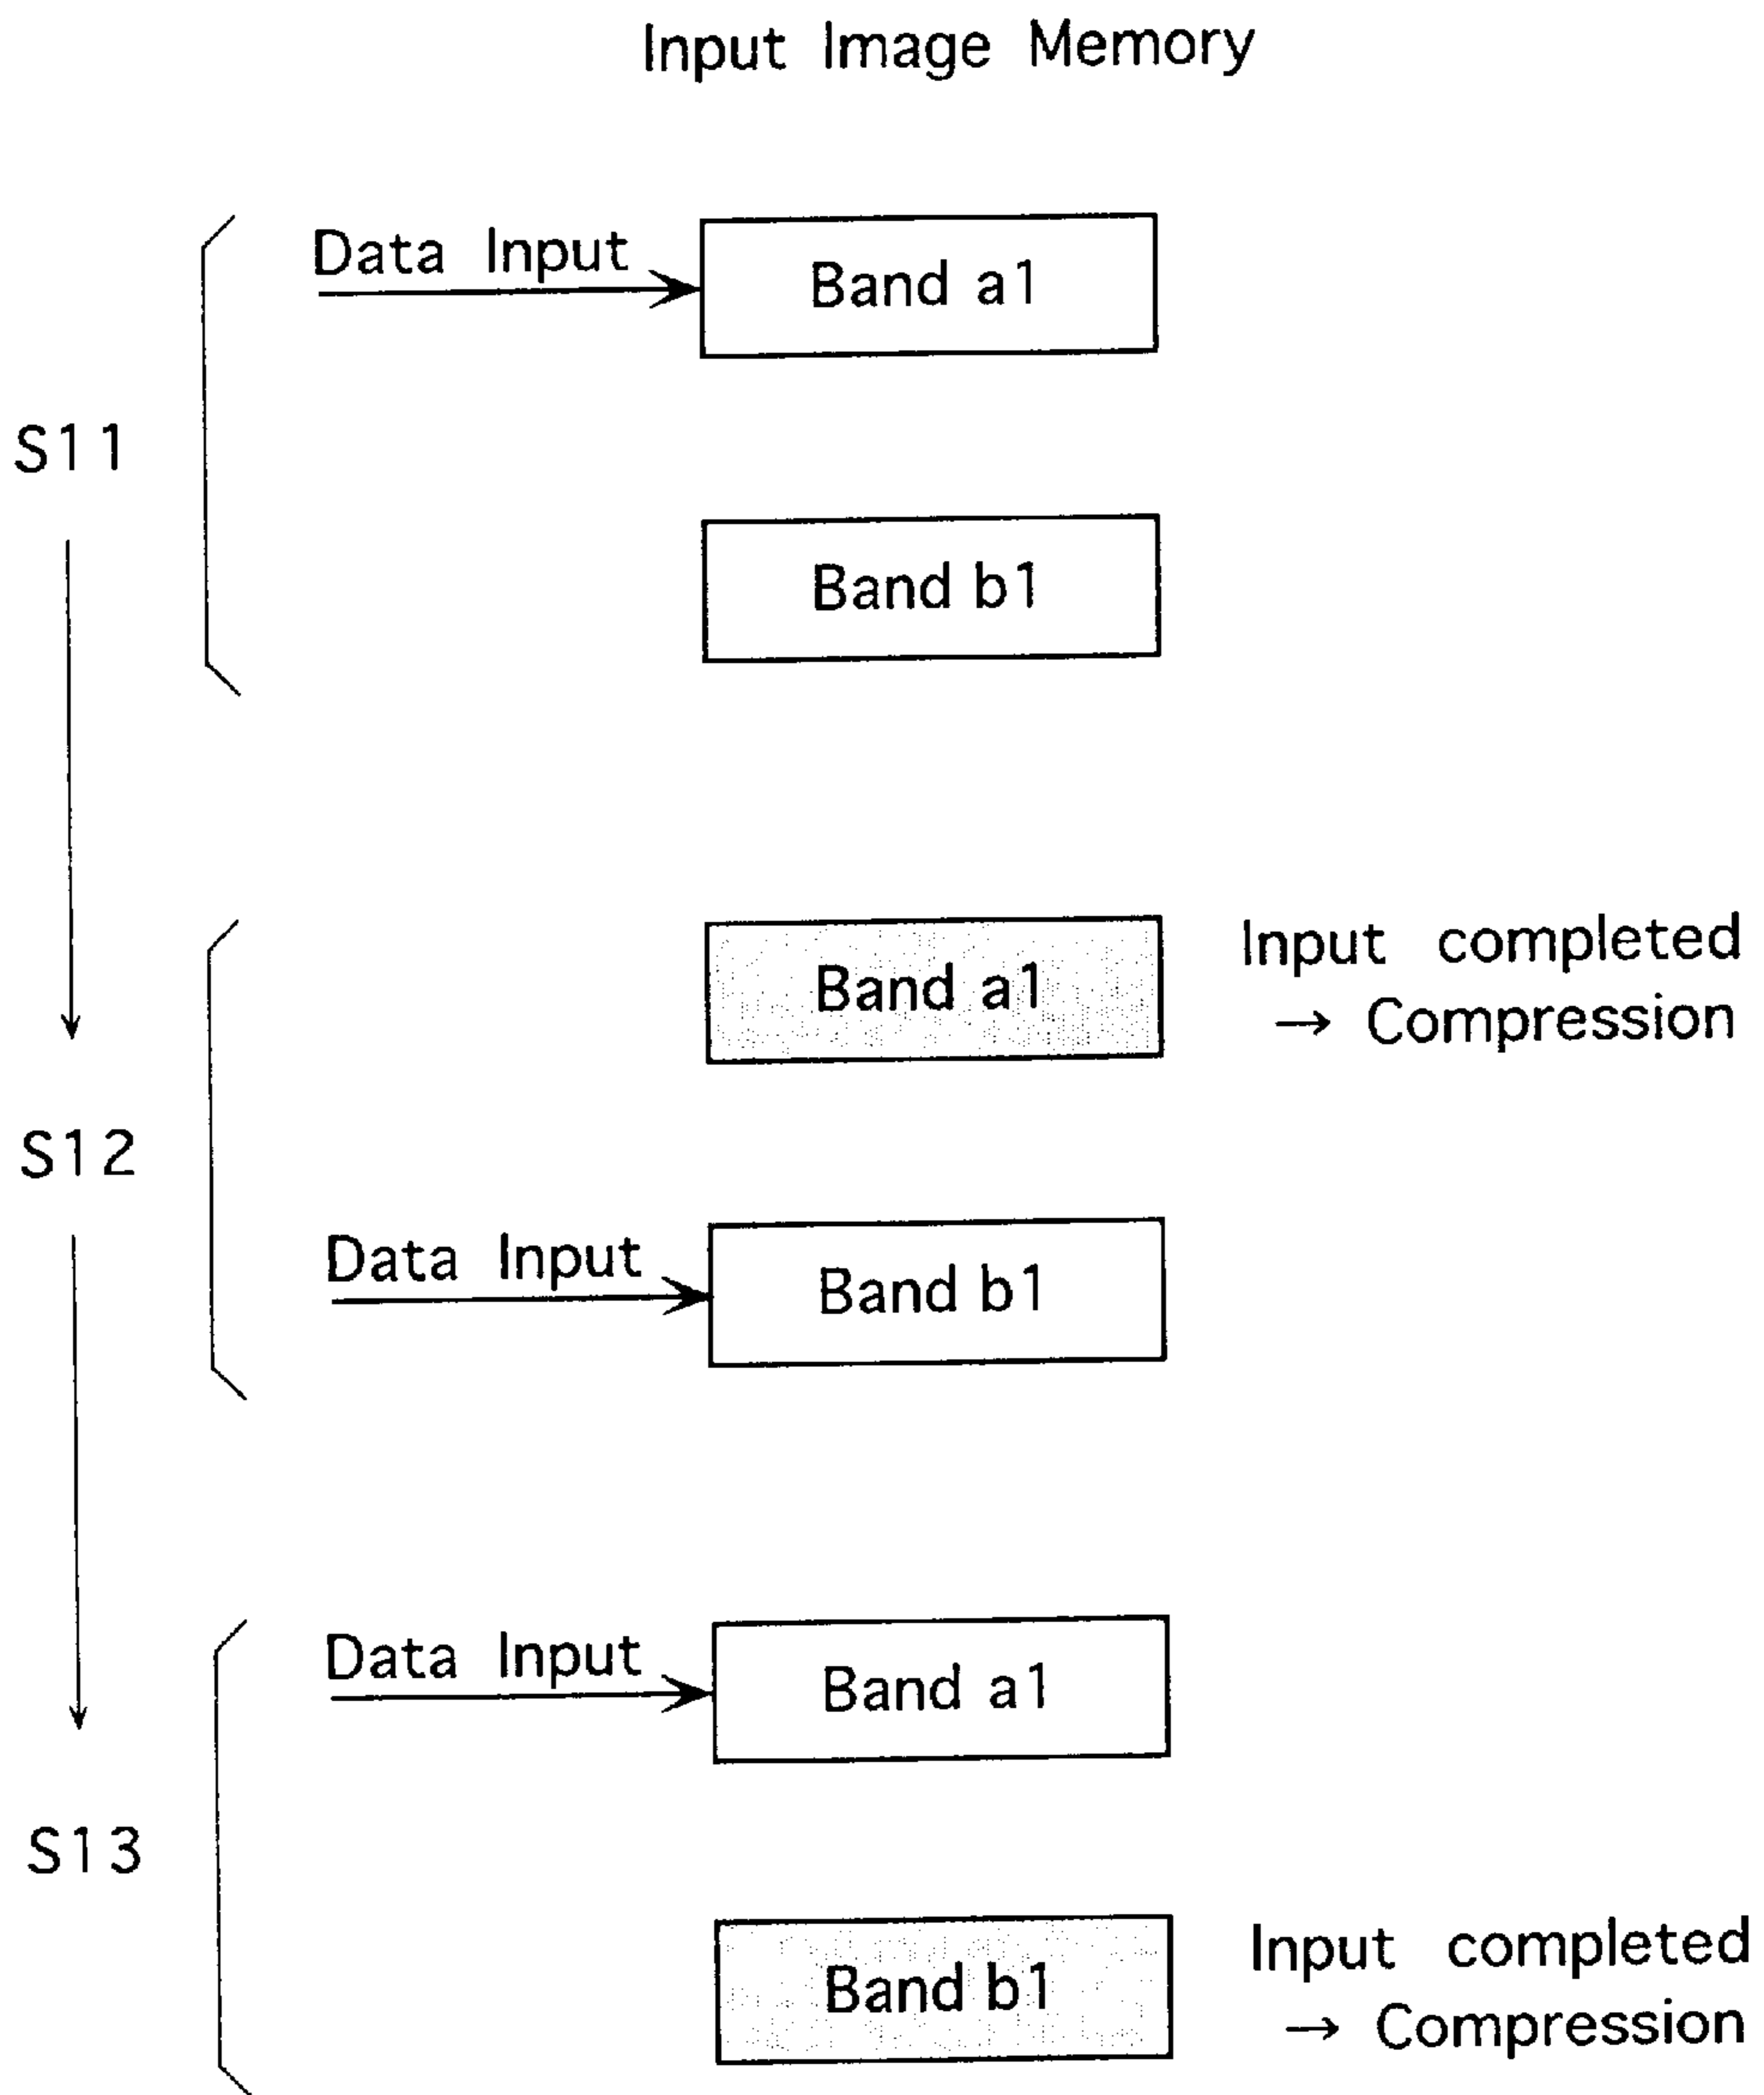 Input Image Memory
Data Input
Band a1
S11
Band b1
Band a1
Input completed
→ Compression
S12
Data Input
Band b1
Data Input
Band a1
S13
Band b1
Input completed
→ Compression